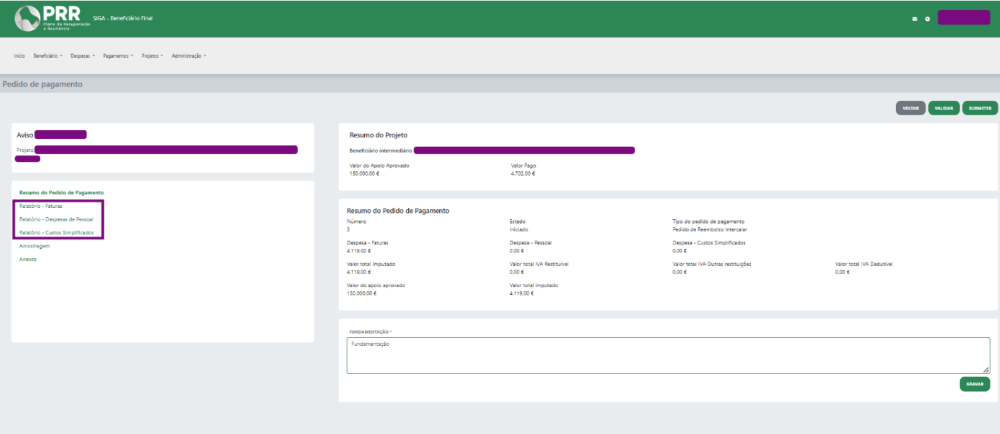 PRR
Plano de Recuperação
e Resiliência
SIGA - Beneficiário Final
Início Beneficiário Despesas Pagamentos Projetos Administração
Pedido de pagamento
VOLTAR VALIDAR SUBMETER
Aviso
Projeto
Resumo do Pedido de Pagamento
Relatório - Faturas
Relatório - Despesas de Pessoal
Relatório - Custos Simplificados
Amostragem
Anexos
Resumo do Projeto
Beneficiário intermediário
Valor do Apoio Aprovado Valor Pago
150.000,00 € 4.702,00 €
Resumo do Pedido de Pagamento
Número Estado Tipo do pedido de pagamento
3 Iniciado Pedido de Reembolso Intercalar
Despesa - Faturas Despesa - Pessoal Despesa - Custos Simplificados
4.119,00 € 0,00 € 0,00 €
Valor total imputado Valor total IVA Restituível Valor total IVA Outras restituições Valor total IVA Dedutível
4.119,00 € 0,00 € 0,00 € 0,00 €
Valor do apoio aprovado Valor total imputado
150.000,00 € 4.119,00 €
FUNDAMENTAÇÃO *
Fundamentação
GRAVAR